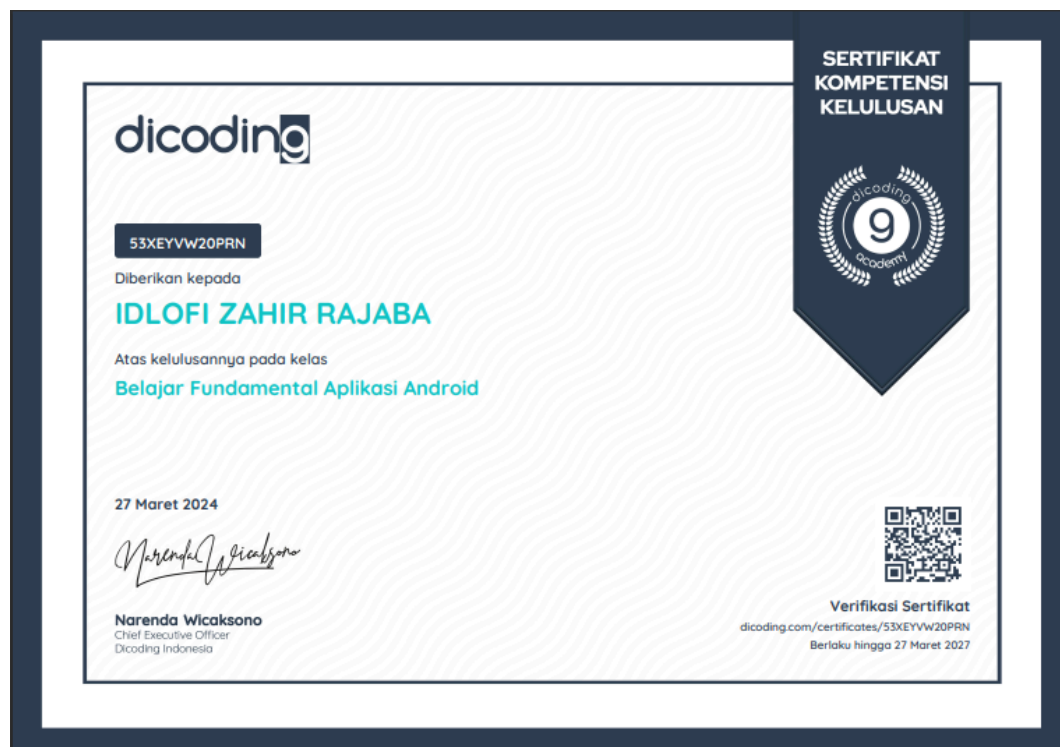 dicoding
SERTIFIKAT
KOMPETENSI
KELULUSAN
dicoding
9
academy
53XEYVW20PRN
Diberikan kepada
IDLOFI ZAHIR RAJABA
Atas kelulusannya pada kelas
Belajar Fundamental Aplikasi Android
27 Maret 2024
Narenda Wicaksono
Narenda Wicaksono
Chief Executive Officer
Dicoding Indonesia
Verifikasi Sertifikat
dicoding.com/certificates/53XEYVW20PRN
Berlaku hingga 27 Maret 2027